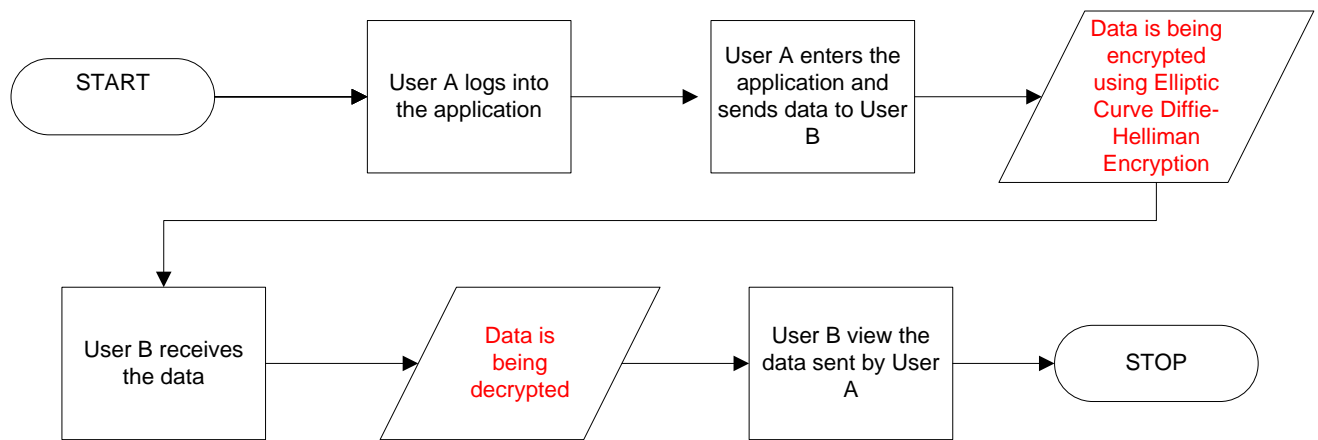 START
User A logs into
the application
User A enters the
application and
sends data to User
B
Data is being
encrypted
using Elliptic
Curve Diffie-
Helliman
Encryption
User B receives
the data
Data is
being
decrypted
User B view the
data sent by User
A
STOP